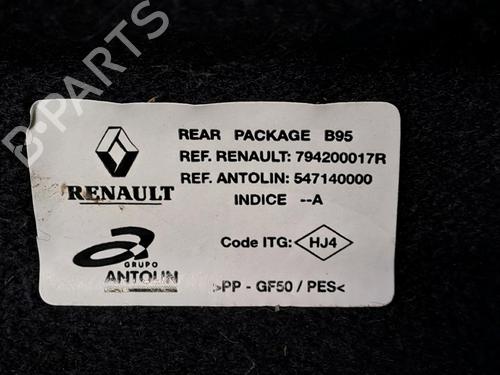 B-PARTS
REAR PACKAGE B95
REF. RENAULT: 794200017R
REF. ANTOLIN: 547140000
INDICE --A
RENAULT
Code ITG: HJ4
GRUPO
ANTOLIN
>PP - GF50 / PES<